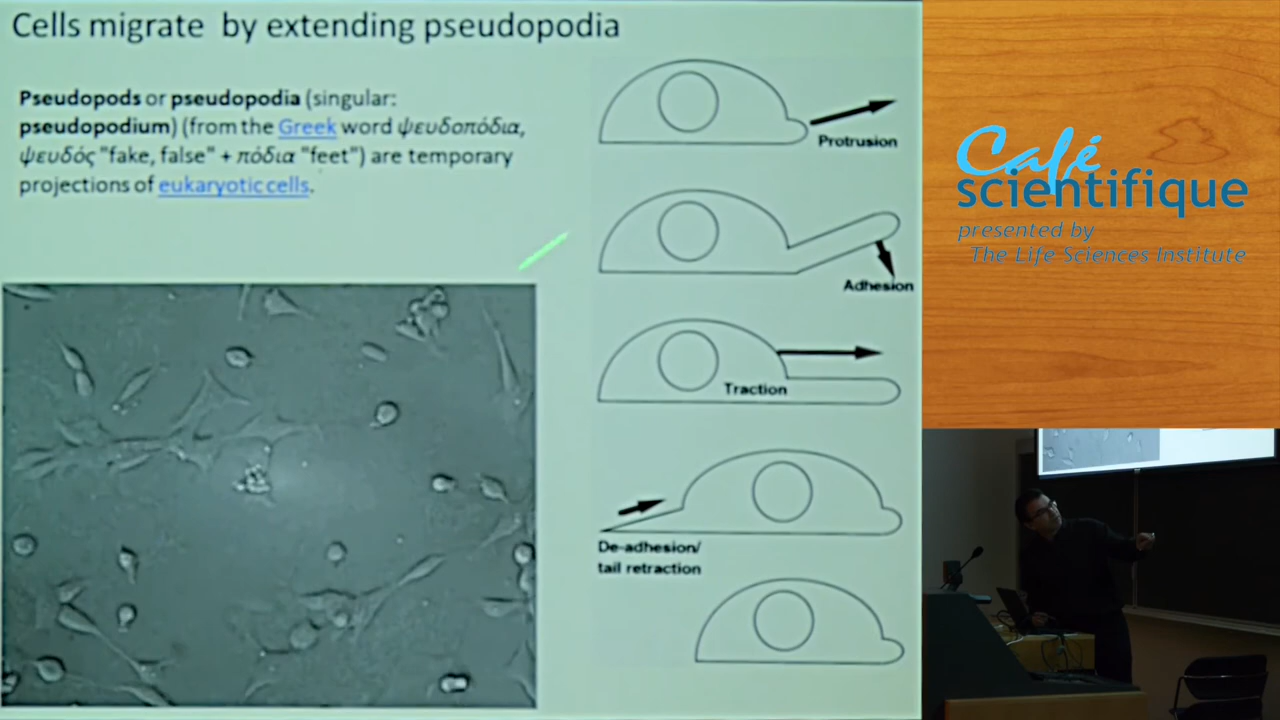 Cells migrate by extending pseudopodia
Pseudopods or pseudopodia (singular:
pseudopodium) (from the Greek word ψευδοπόδια,
ψευδός "fake, false" + πόδια "feet") are temporary
projections of eukaryotic cells.
Protrusion
Adhesion
Traction
De-adhesion/
tail retraction
Café
scientifique
presented by
The Life Sciences Institute